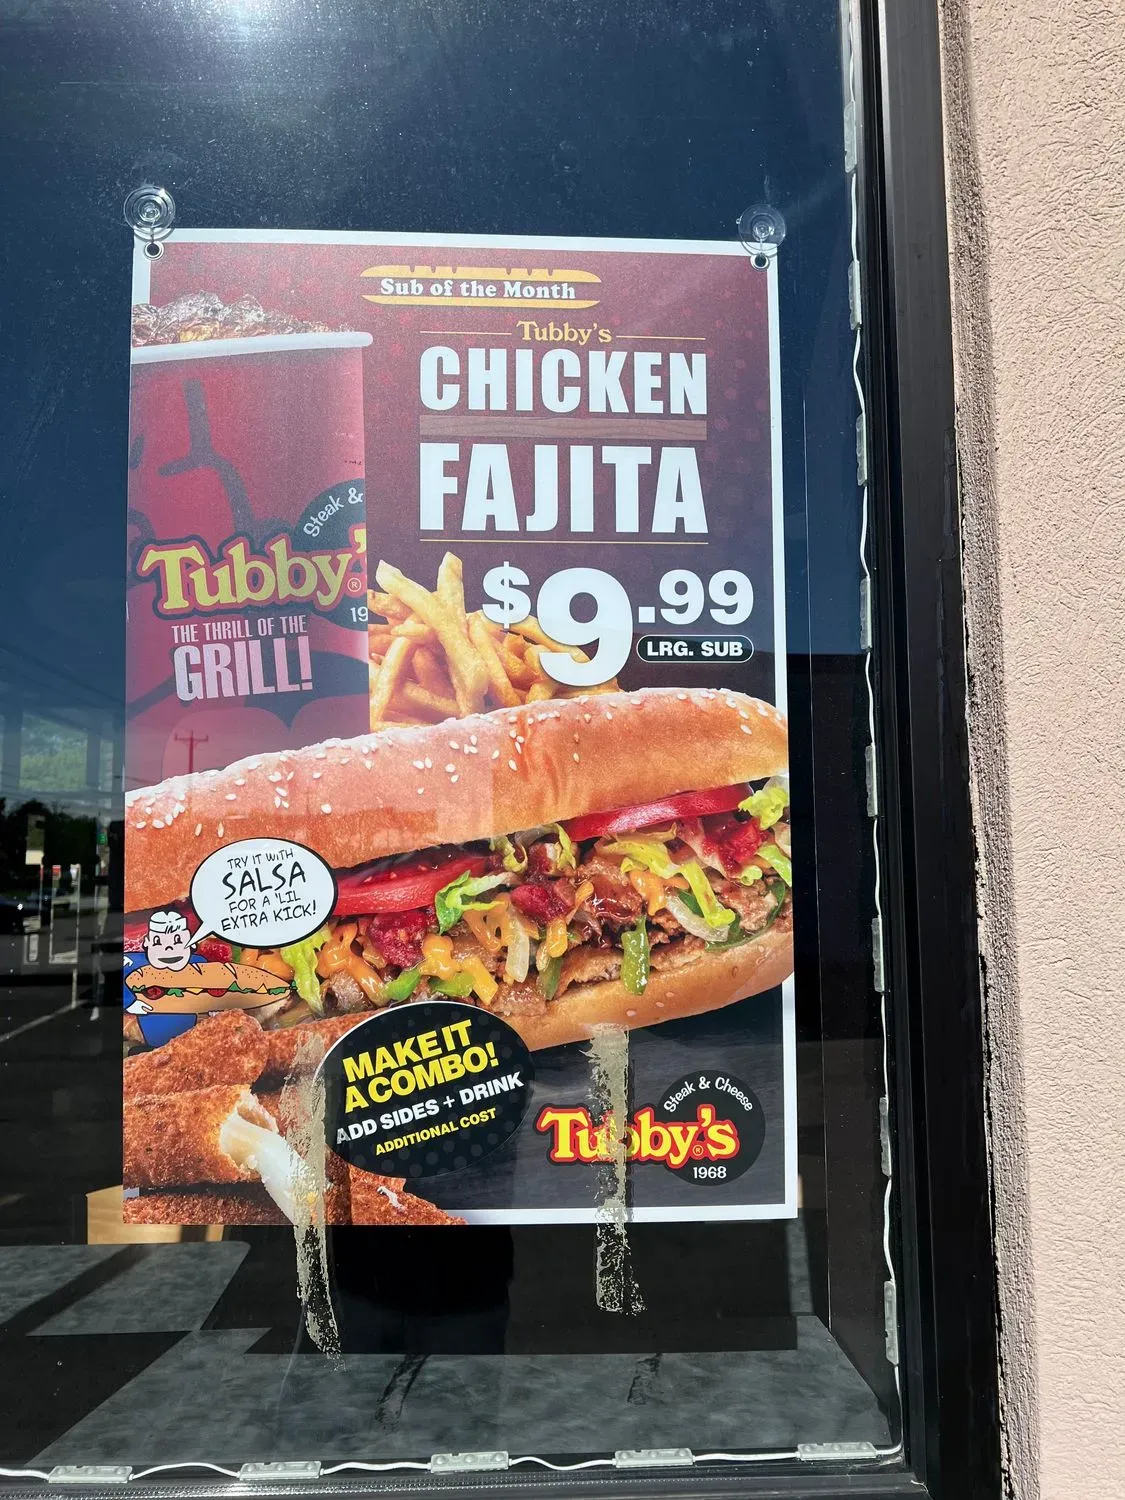 Sub of the Month
Tubby's
CHICKEN
FAJITA
$9.99
LRG. SUB
Steak &
Tubby'
®
19
THE THRILL OF THE
GRILL!
TRY IT WITH
SALSA
FOR A 'LIL
EXTRA KICK!
MAKE IT
A COMBO!
ADD SIDES + DRINK
ADDITIONAL COST
Steak & Cheese
Tubby's
®
1968